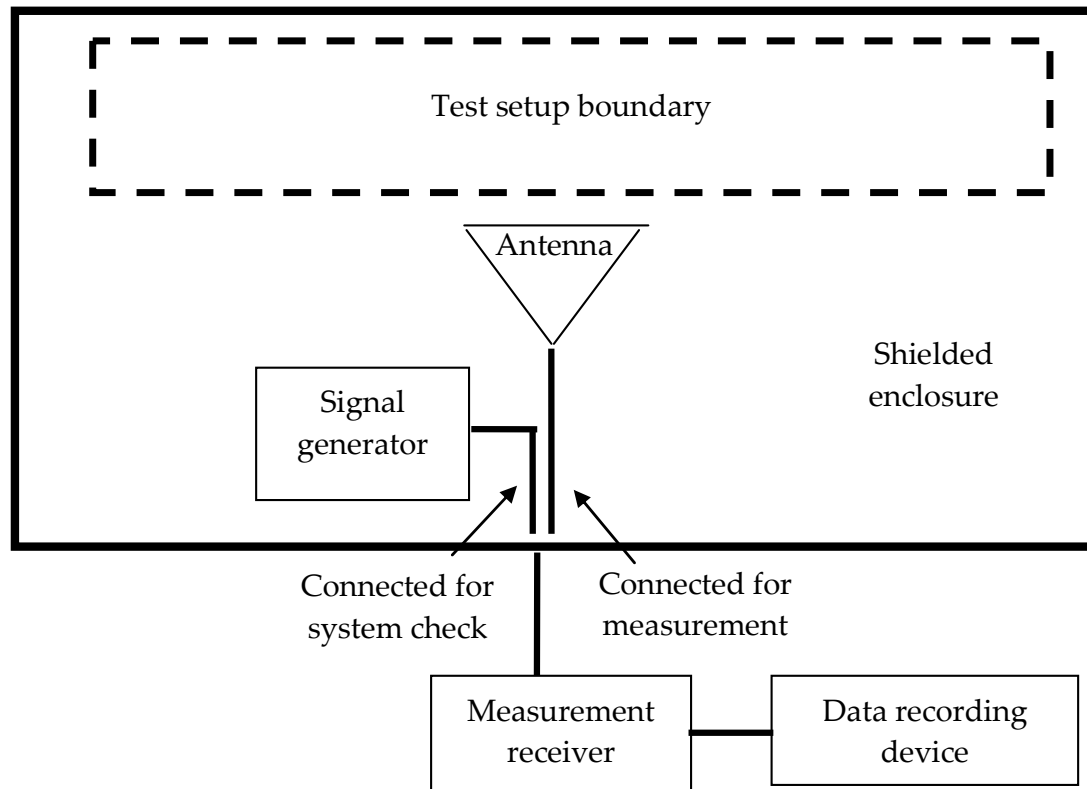 Test setup boundary
Antenna
Shielded
enclosure
Signal
generator
Connected for
system check
Connected for
measurement
Measurement
receiver
Data recording
device